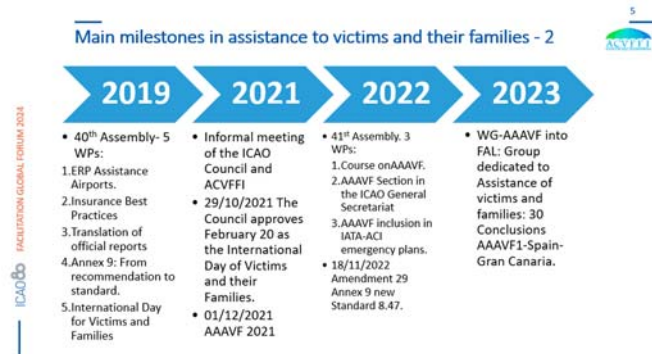 5
Main milestones in assistance to victims and their families - 2
ACVFFI
2019
2021
2022
2023
• 40th Assembly- 5
WPs:
1.ERP Assistance
Airports.
2.Insurance Best
Practices
3.Translation of
official reports
4.Annex 9: From
recommendation to
standard.
5.International Day
for Victims and
Families
• Informal meeting
of the ICAO
Council and
ACVFFI
• 29/10/2021 The
Council approves
February 20 as
the International
Day of Victims
and their
Families.
• 01/12/2021
AAAVF 2021
• 41st Assembly. 3
WPs:
1.Course onAAAVF.
2.AAAVF Section in
the ICAO General
Secretariat
3.AAAVF inclusion in
IATA-ACI
emergency plans.
• 18/11/2022
Amendment 29
Annex 9 new
Standard 8.47.
• WG-AAAVF into
FAL: Group
dedicated to
Assistance of
victims and
families: 30
Conclusions
AAAVF1-Spain-
Gran Canaria.
ICAO80 FACILITATION GLOBAL FORUM 2024